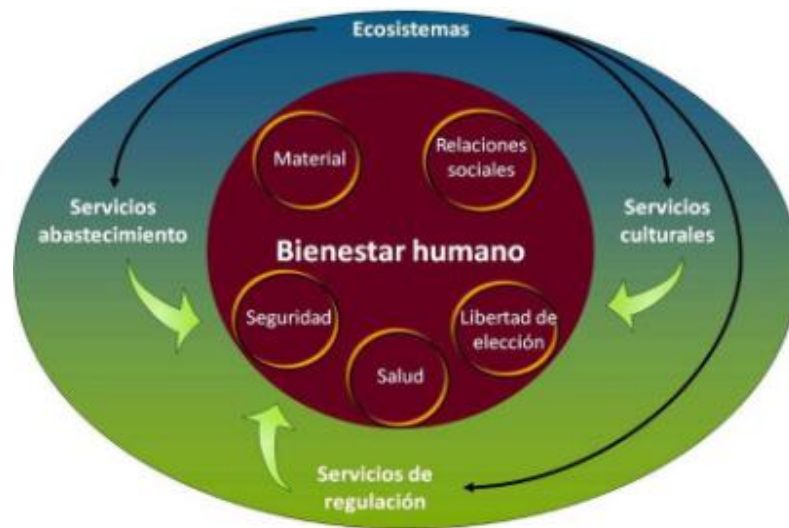 Ecosistemas
Material
Relaciones
sociales
Servicios
abastecimiento
Servicios
culturales
Bienestar humano
Seguridad
Libertad de
elección
Salud
Servicios de
regulación